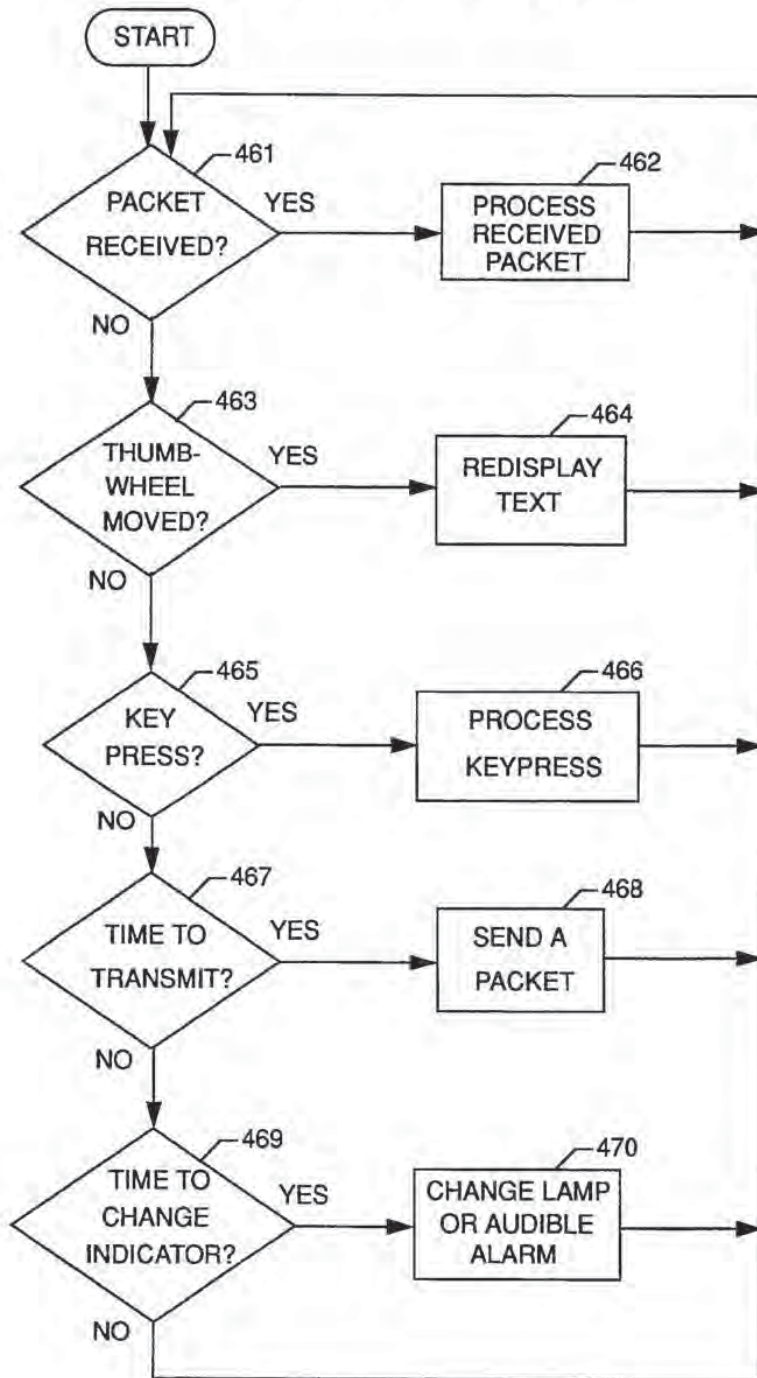 START
461
PACKET
RECEIVED?
YES
462
PROCESS
RECEIVED
PACKET
NO
463
THUMB-
WHEEL
MOVED?
YES
464
REDISPLAY
TEXT
NO
465
KEY
PRESS?
YES
466
PROCESS
KEYPRESS
NO
467
TIME TO
TRANSMIT?
YES
468
SEND A
PACKET
NO
469
TIME TO
CHANGE
INDICATOR?
YES
470
CHANGE LAMP
OR AUDIBLE
ALARM
NO